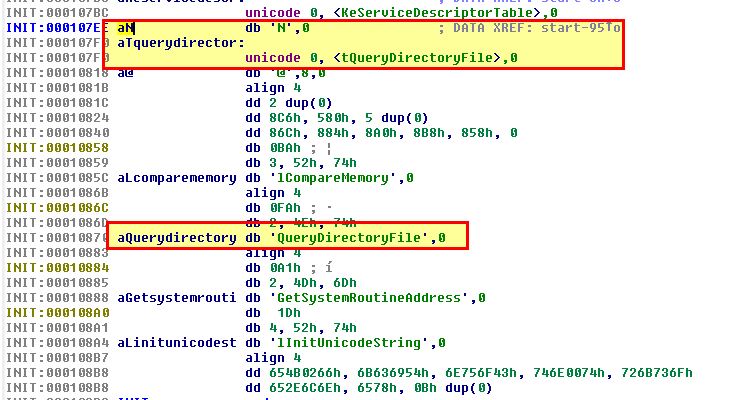 INIT:000107BC unicode 0, <KeServiceDescriptorTable>,0
INIT:000107EE aN db 'N',0 ; DATA XREF: start-95↑o
INIT:000107F0 aTquerydirector:
INIT:000107F0 unicode 0, <tQueryDirectoryFile>,0
INIT:00010818 a@ db '@',8,0
INIT:0001081B align 4
INIT:0001081C dd 2 dup(0)
INIT:00010824 dd 8C6h, 580h, 5 dup(0)
INIT:00010840 dd 86Ch, 884h, 8A0h, 8B8h, 858h, 0
INIT:00010858 db 0BAh ; ¦
INIT:00010859 db 3, 52h, 74h
INIT:0001085C aLcomparememory db 'lCompareMemory',0
INIT:0001086B align 4
INIT:0001086C db 0FAh ; ·
INIT:0001086D db 2, 4Eh, 74h
INIT:00010870 aQuerydirectory db 'QueryDirectoryFile',0
INIT:00010883 align 4
INIT:00010884 db 0A1h ; í
INIT:00010885 db 2, 4Dh, 6Dh
INIT:00010888 aGetsystemrouti db 'GetSystemRoutineAddress',0
INIT:000108A0 db 1Dh
INIT:000108A1 db 4, 52h, 74h
INIT:000108A4 aLinitunicodest db 'lInitUnicodeString',0
INIT:000108B7 align 4
INIT:000108B8 dd 654B0266h, 6B636954h, 6E756F43h, 746E0074h, 726B736Fh
INIT:000108B8 dd 652E6C6Eh, 6578h, 0Bh dup(0)